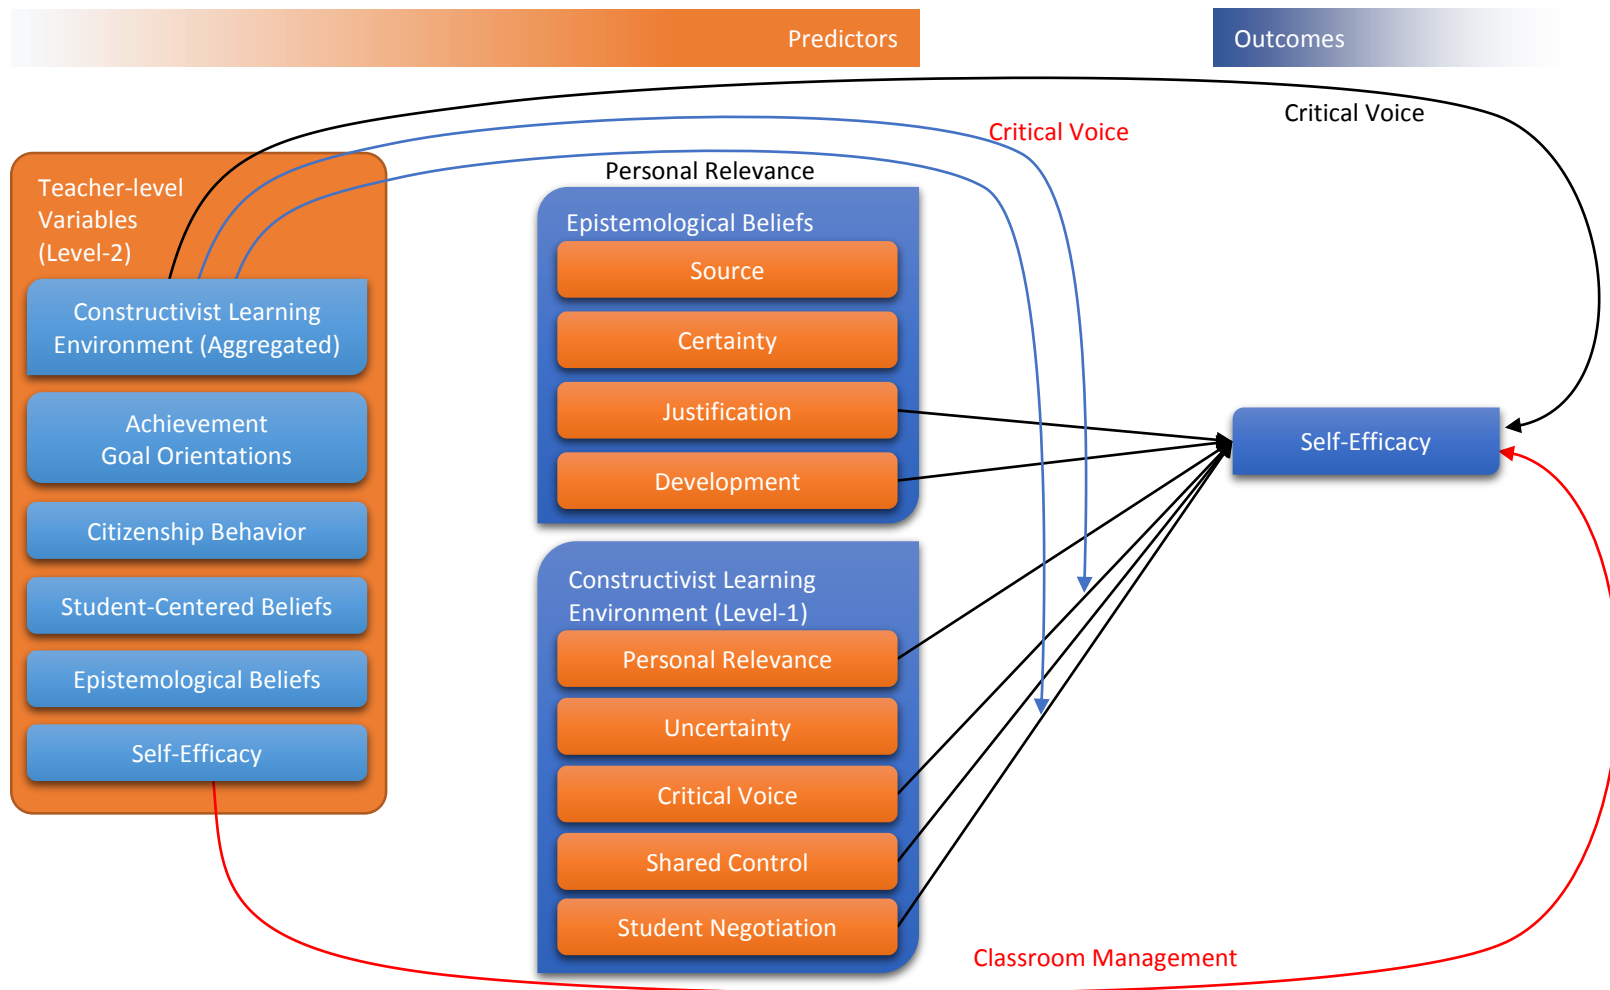 Predictors
Outcomes
Critical Voice
Critical Voice
Personal Relevance
Teacher-level
Variables
(Level-2)
Constructivist Learning
Environment (Aggregated)
Achievement
Goal Orientations
Citizenship Behavior
Student-Centered Beliefs
Epistemological Beliefs
Self-Efficacy
Epistemological Beliefs
Source
Certainty
Justification
Development
Constructivist Learning
Environment (Level-1)
Personal Relevance
Uncertainty
Critical Voice
Shared Control
Student Negotiation
Self-Efficacy
Classroom Management